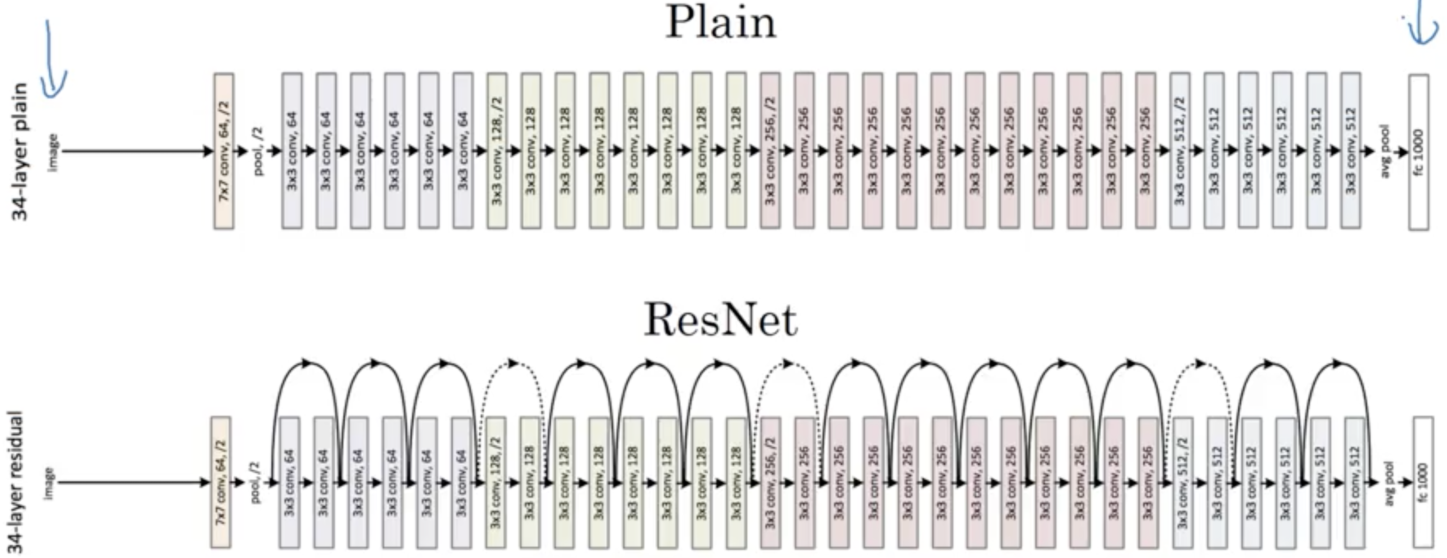 Plain
34-layer plain
image
7x7 conv, 64, /2
pool, /2
3x3 conv, 64
3x3 conv, 64
3x3 conv, 64
3x3 conv, 64
3x3 conv, 64
3x3 conv, 64
3x3 conv, 128, /2
3x3 conv, 128
3x3 conv, 128
3x3 conv, 128
3x3 conv, 128
3x3 conv, 128
3x3 conv, 128
3x3 conv, 128
3x3 conv, 256, /2
3x3 conv, 256
3x3 conv, 256
3x3 conv, 256
3x3 conv, 256
3x3 conv, 256
3x3 conv, 256
3x3 conv, 256
3x3 conv, 256
3x3 conv, 256
3x3 conv, 256
3x3 conv, 256
3x3 conv, 512, /2
3x3 conv, 512
3x3 conv, 512
3x3 conv, 512
3x3 conv, 512
3x3 conv, 512
avg pool
fc 1000
ResNet
34-layer residual
image
7x7 conv, 64, /2
pool, /2
3x3 conv, 64
3x3 conv, 64
3x3 conv, 64
3x3 conv, 64
3x3 conv, 64
3x3 conv, 64
3x3 conv, 128, /2
3x3 conv, 128
3x3 conv, 128
3x3 conv, 128
3x3 conv, 128
3x3 conv, 128
3x3 conv, 128
3x3 conv, 128
3x3 conv, 256, /2
3x3 conv, 256
3x3 conv, 256
3x3 conv, 256
3x3 conv, 256
3x3 conv, 256
3x3 conv, 256
3x3 conv, 256
3x3 conv, 256
3x3 conv, 256
3x3 conv, 256
3x3 conv, 256
3x3 conv, 512, /2
3x3 conv, 512
3x3 conv, 512
3x3 conv, 512
3x3 conv, 512
3x3 conv, 512
avg pool
fc 1000